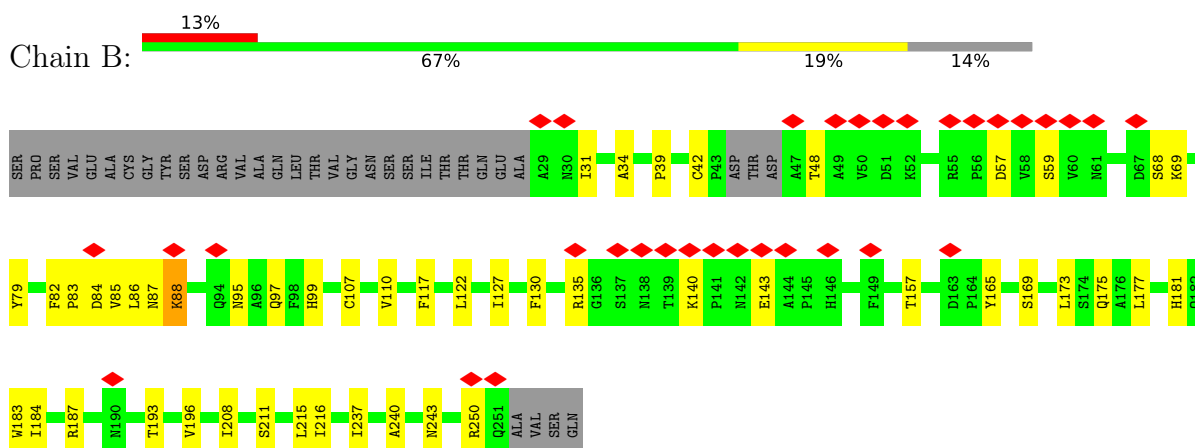 13%
Chain B:
67% 19% 14%
SER PRO SER VAL GLU ALA CYS GLY TYR SER ASP ARG VAL ALA GLN LEU THR VAL GLY ASN SER SER ILE THR THR GLN GLU ALA A29 N30 I31 A34 P39 C42 P43 ASP THR ASP A47 T48 A49 V50 D51 K52 R55 P56 D57 V58 S59 V60 N61 D67 S68 K69
Y79 F82 P83 D84 V85 L86 N87 K88 Q94 N95 A96 Q97 F98 H99 C107 V110 F117 L122 I127 F130 R135 G136 S137 N138 T139 K140 P141 N142 E143 A144 P145 H146 F149 T157 D163 P164 Y165 S169 L173 S174 Q175 A176 L177 H181
W183 I184 R187 N190 T193 V196 I208 S211 L215 I216 I237 A240 N243 R250 Q251 ALA VAL SER GLN